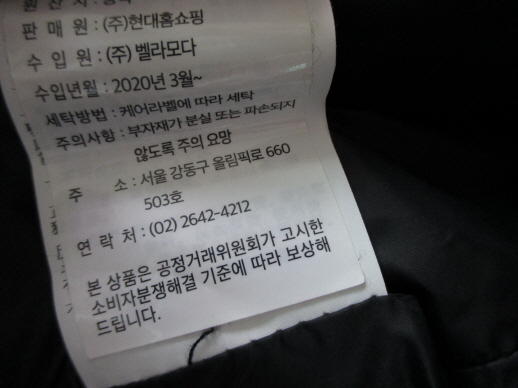 판 매 원 : (주)현대홈쇼핑
수 입 원 : (주) 벨라모다
수입년월 : 2020년 3월~
세탁방법 : 케어라벨에 따라 세탁
주의사항 : 부자재가 분실 또는 파손되지
않도록 주의 요망
주 소 : 서울 강동구 올림픽로 660
503호
연 락 처 : (02) 2642-4212
본 상품은 공정거래위원회가 고시한
소비자분쟁해결 기준에 따라 보상해
드립니다.